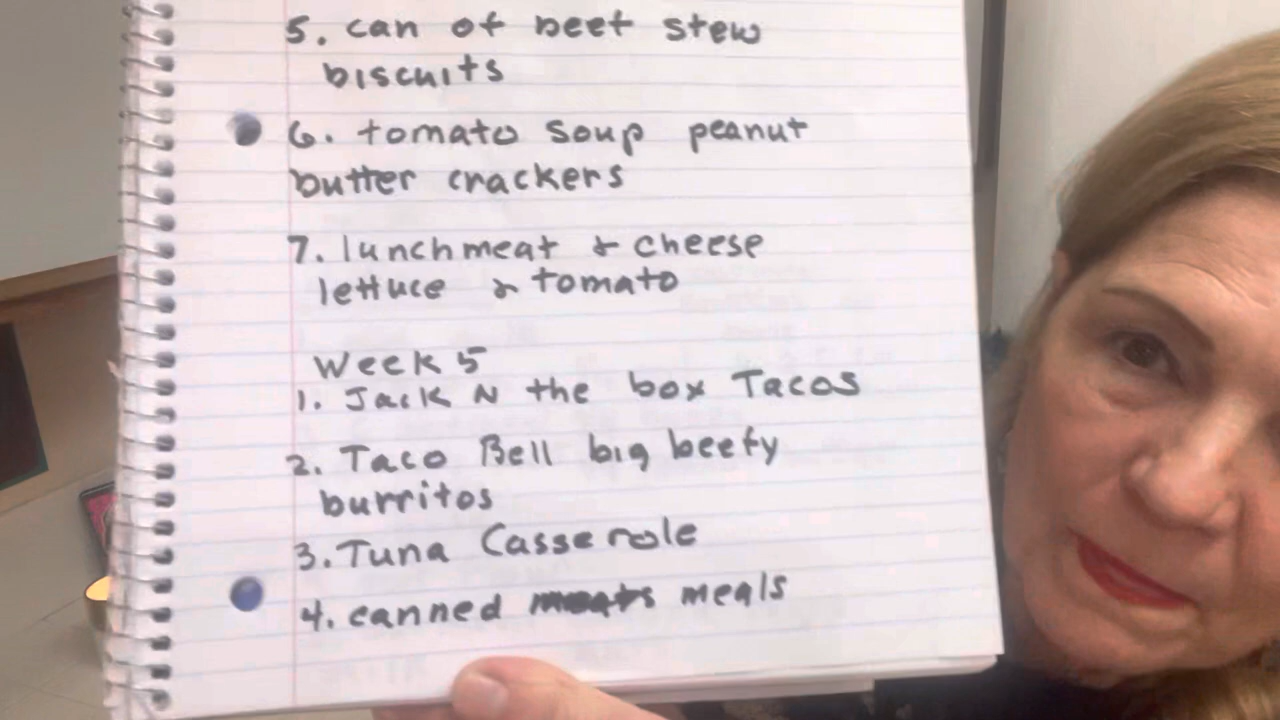 5. can of beef stew
biscuits
6. tomato soup peanut
butter crackers
7. lunchmeat & cheese
lettuce & tomato
Week 5
1. Jack N the box Tacos
2. Taco Bell big beefy
burritos
3. Tuna Casserole
4. canned meals